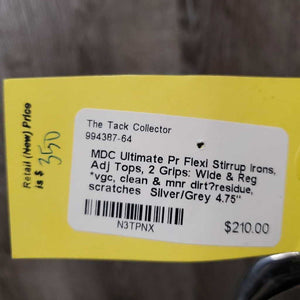 Retail (New) Price
is $ 350
The Tack Collector
994387-64
MDC Ultimate Pr Flexi Stirrup Irons,
Adj Tops, 2 Grips: Wide & Reg
*vgc, clean & mnr dirt?residue,
scratches Silver/Grey 4.75"
N3TPNX
$210.00